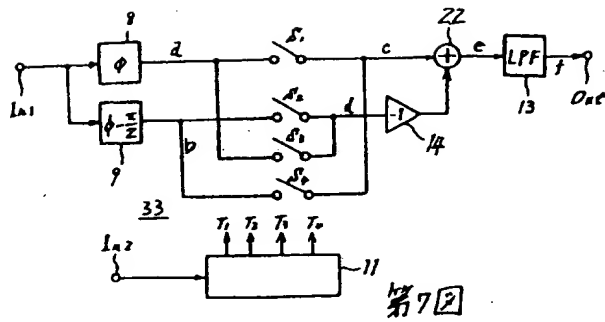 8
22
φ
a
S₁
c
e
LPF
f
In1
S₂
d
-1
13
Out
φ-π/2
b
S₃
14
9
S₄
33
T₁ T₂ T₃ T₄
In2
11
第7図